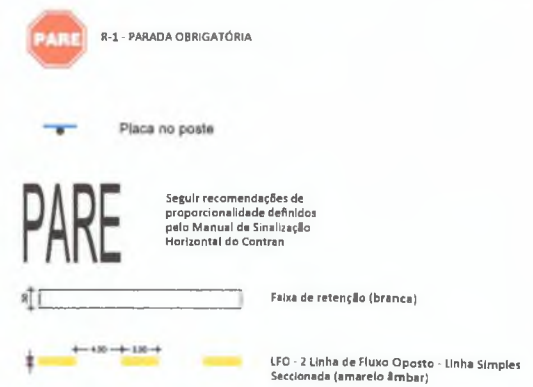 PARE
R-1 - PARADA OBRIGATÓRIA
Placa no poste
PARE
Seguir recomendações de
proporcionalidade definidos
pelo Manual de Sinalização
Horizontal do Contran
Faixa de retenção (branca)
LFO - 2 Linha de Fluxo Oposto - Linha Simples
Seccionada (amarelo âmbar)